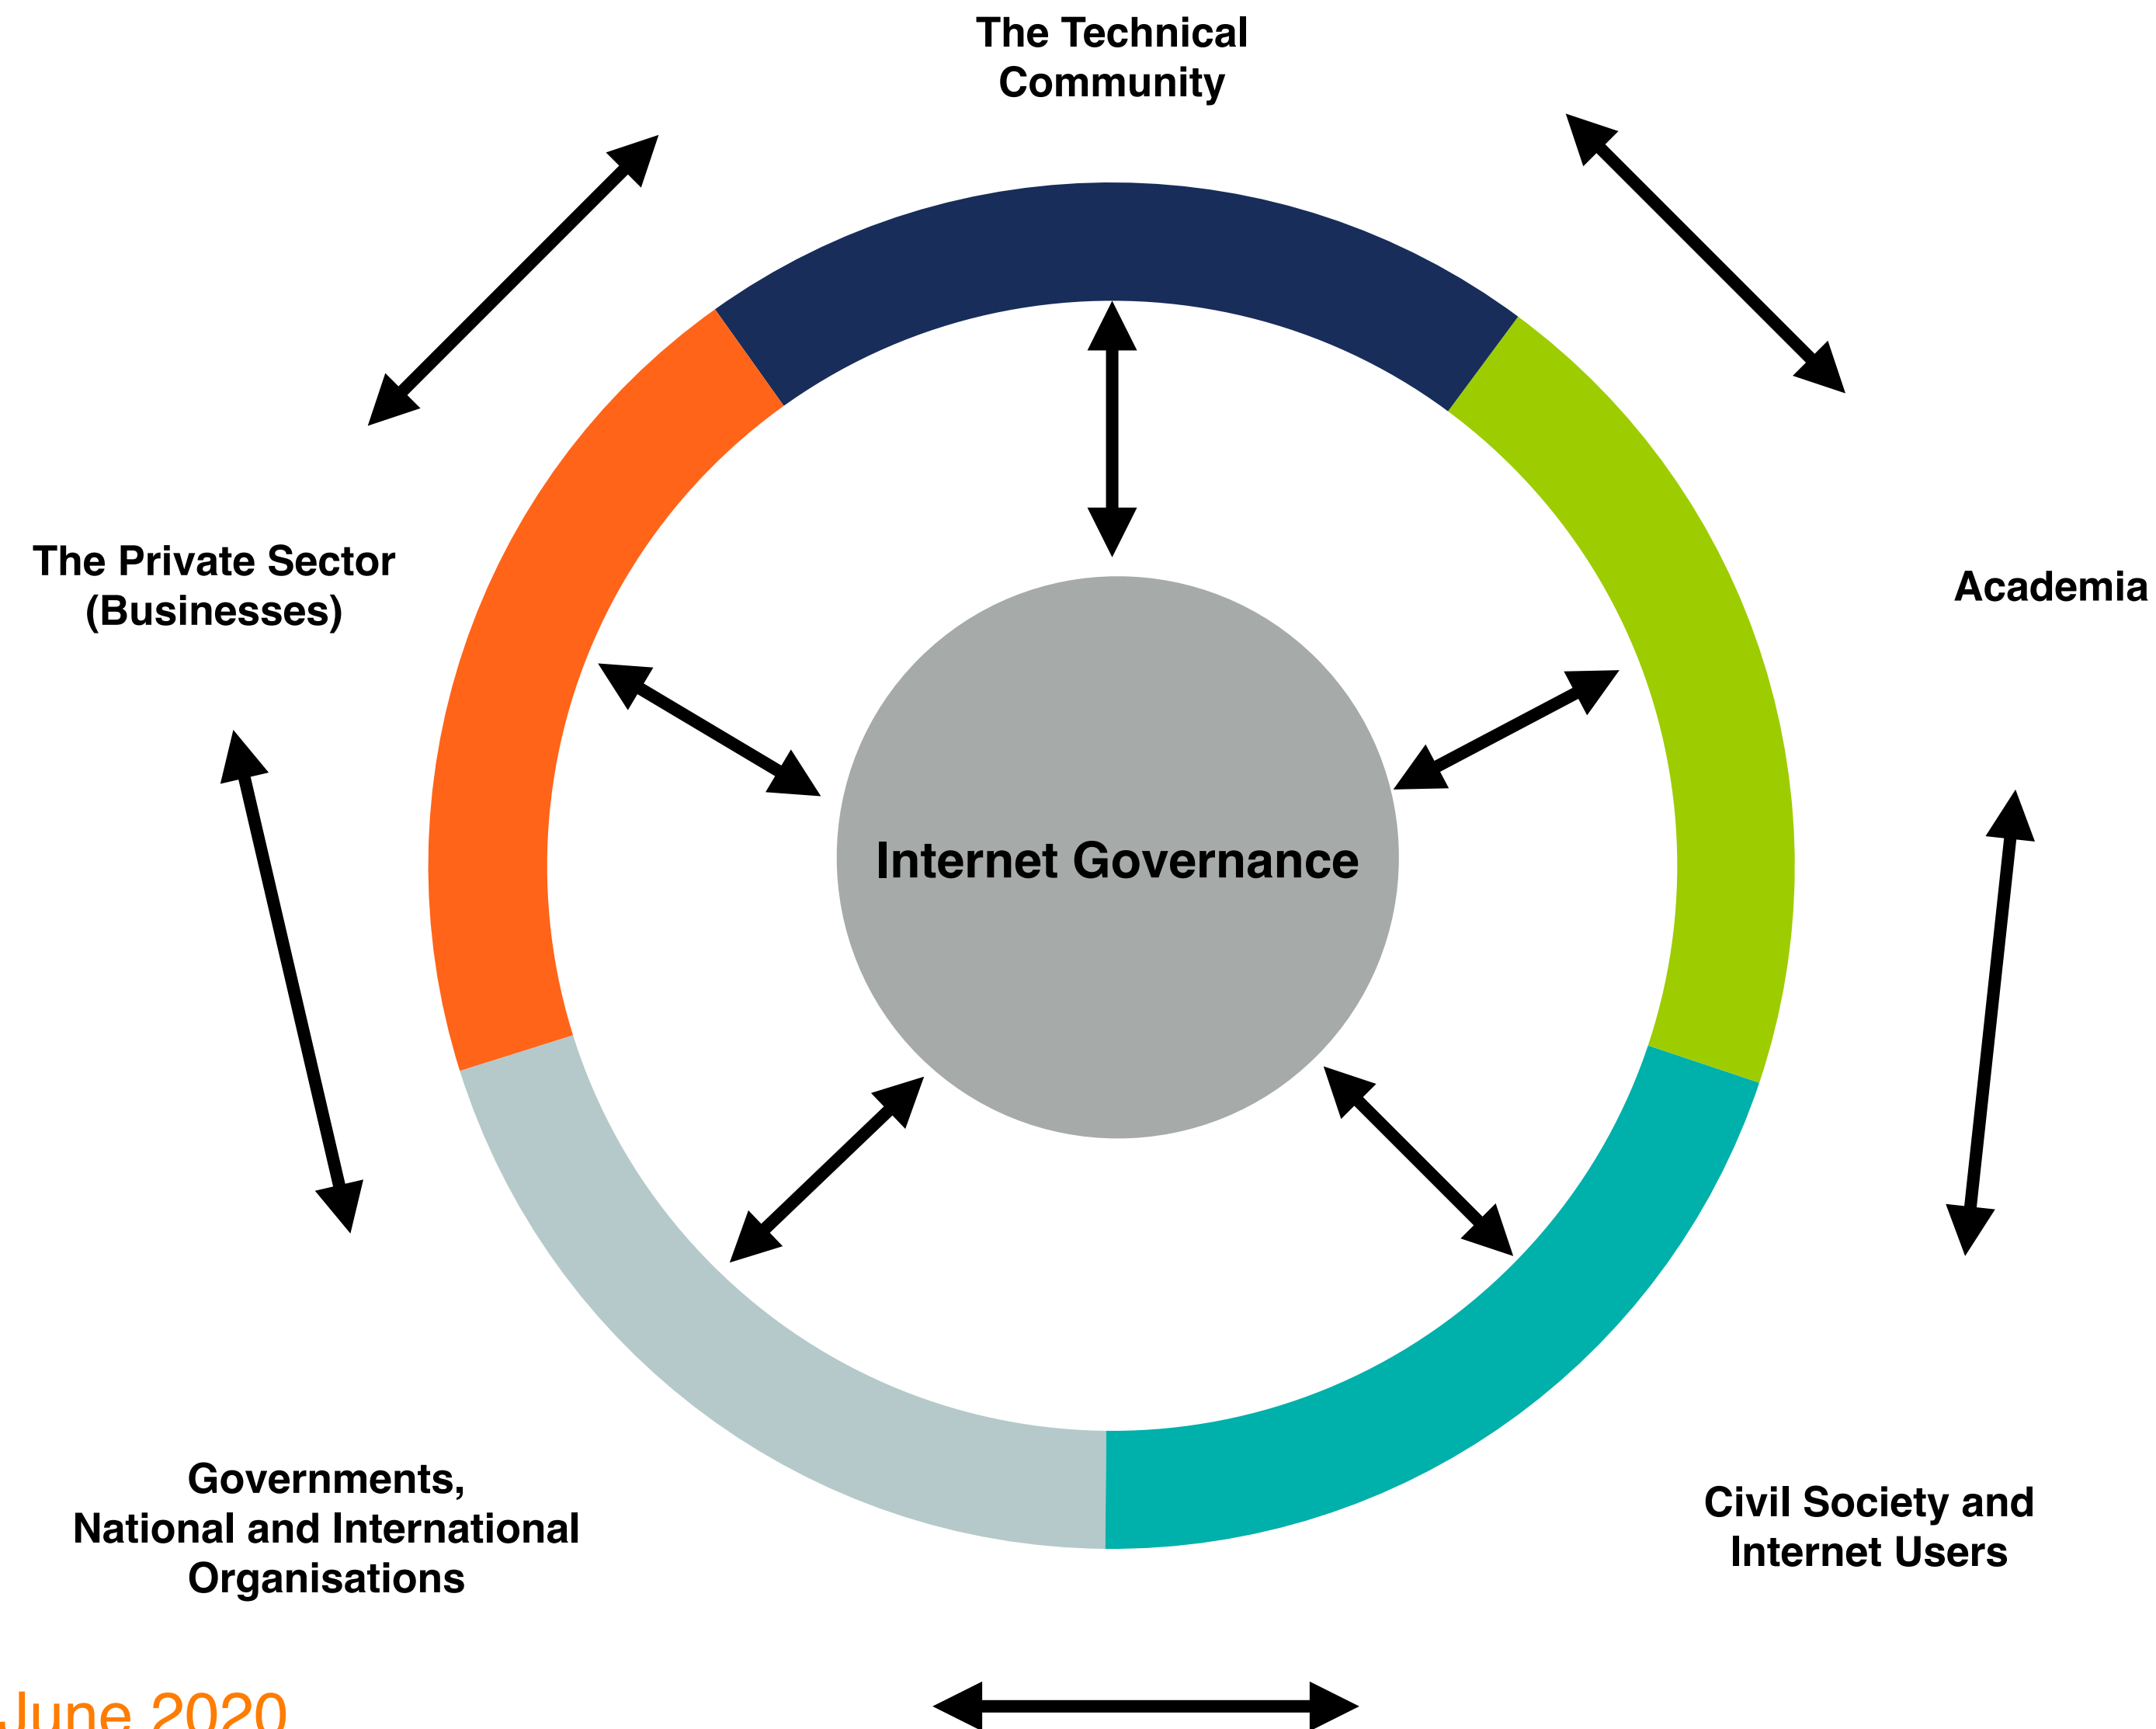 The Technical
Community
The Private Sector
(Businesses)
Academia
Internet Governance
Governments,
National and International
Organisations
Civil Society and
Internet Users
June 2020